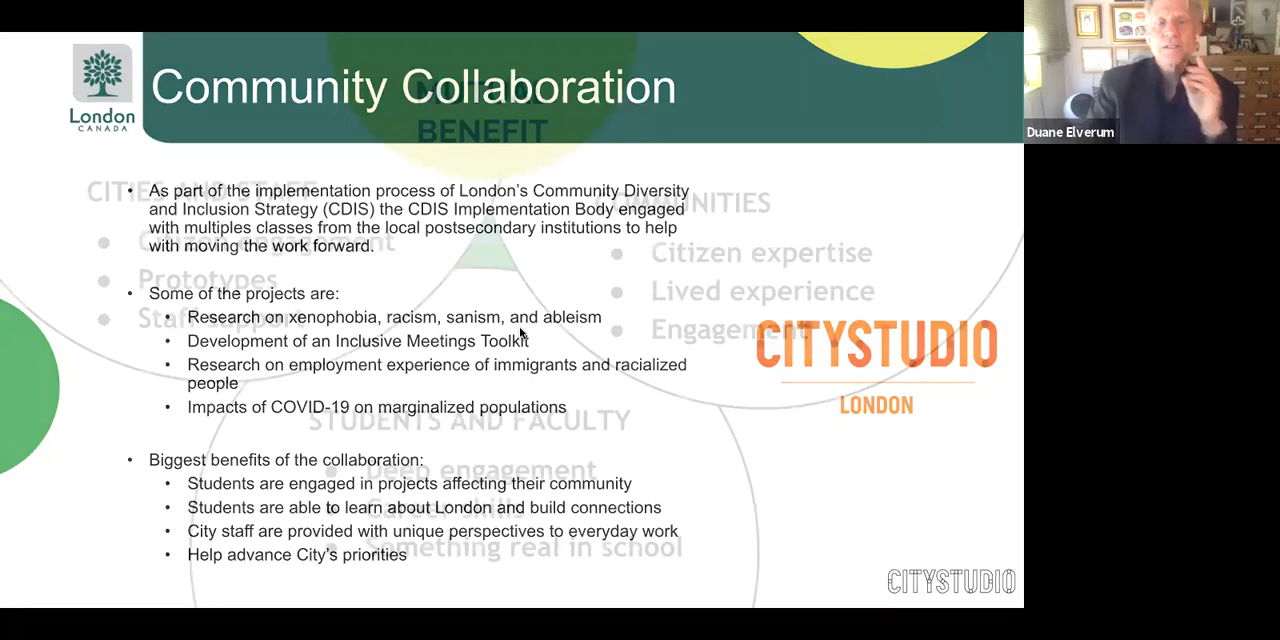 London
CANADA
Community Collaboration
MUTUAL
BENEFIT
Duane Elverum
• As part of the implementation process of London's Community Diversity
and Inclusion Strategy (CDIS) the CDIS Implementation Body engaged
with multiples classes from the local postsecondary institutions to help
with moving the work forward.
• Some of the projects are:
• Research on xenophobia, racism, sanism, and ableism
• Development of an Inclusive Meetings Toolkit
• Research on employment experience of immigrants and racialized
people
• Impacts of COVID-19 on marginalized populations
• Biggest benefits of the collaboration:
• Students are engaged in projects affecting their community
• Students are able to learn about London and build connections
• City staff are provided with unique perspectives to everyday work
• Help advance City's priorities
CITIES AND STAFF
• Citizen engagement
• Prototypes
• Staff support
COMMUNITIES
• Citizen expertise
• Lived experience
• Engagement
STUDENTS AND FACULTY
• Deep engagement
• Career skills
• Something real in school
CITYSTUDIO
LONDON
CITYSTUDIO